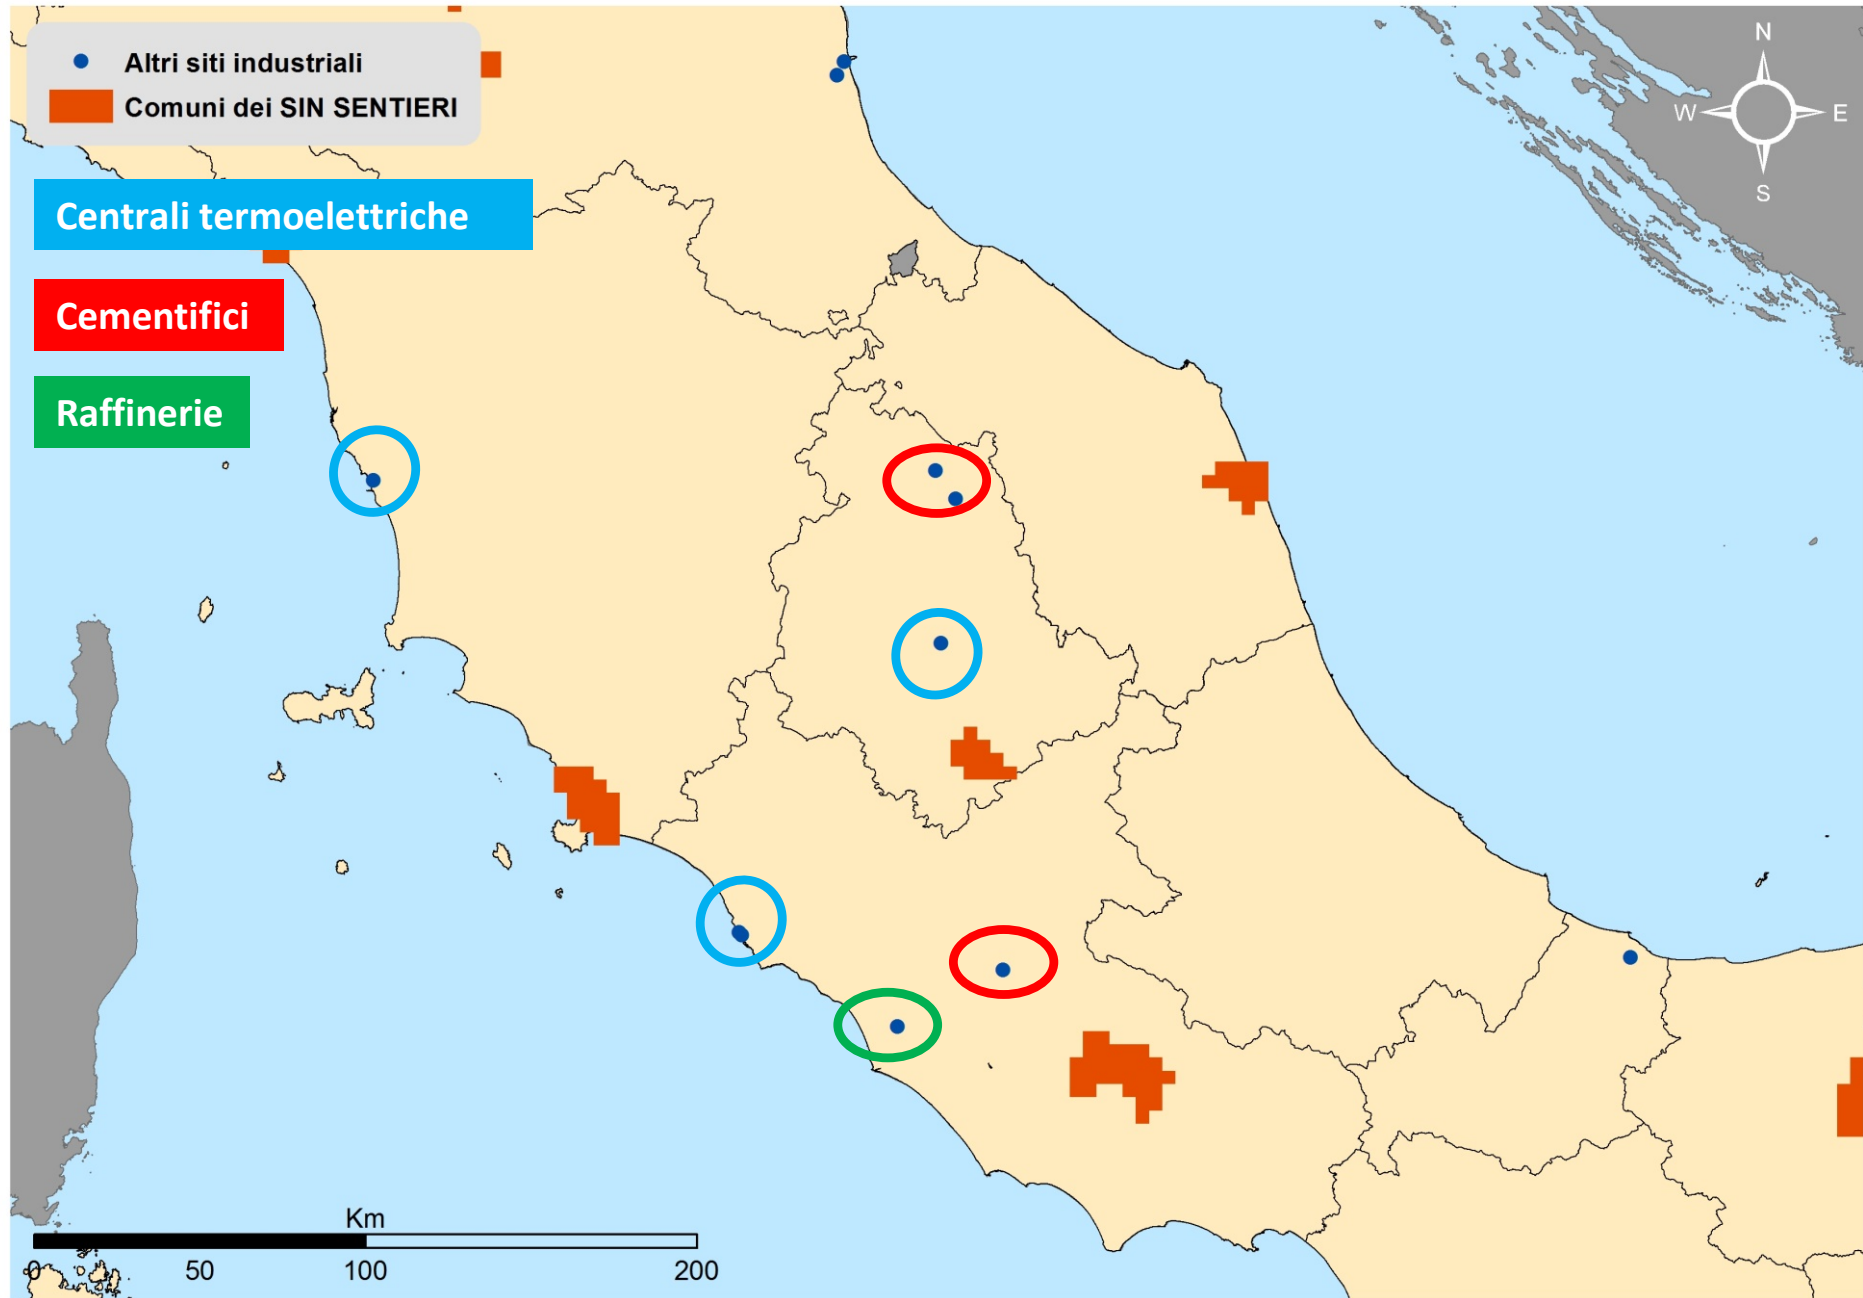 Altri siti industriali
Comuni dei SIN SENTIERI
N
W E
S
Centrali termoelettriche
Cementifici
Raffinerie
Km
0 50 100 200